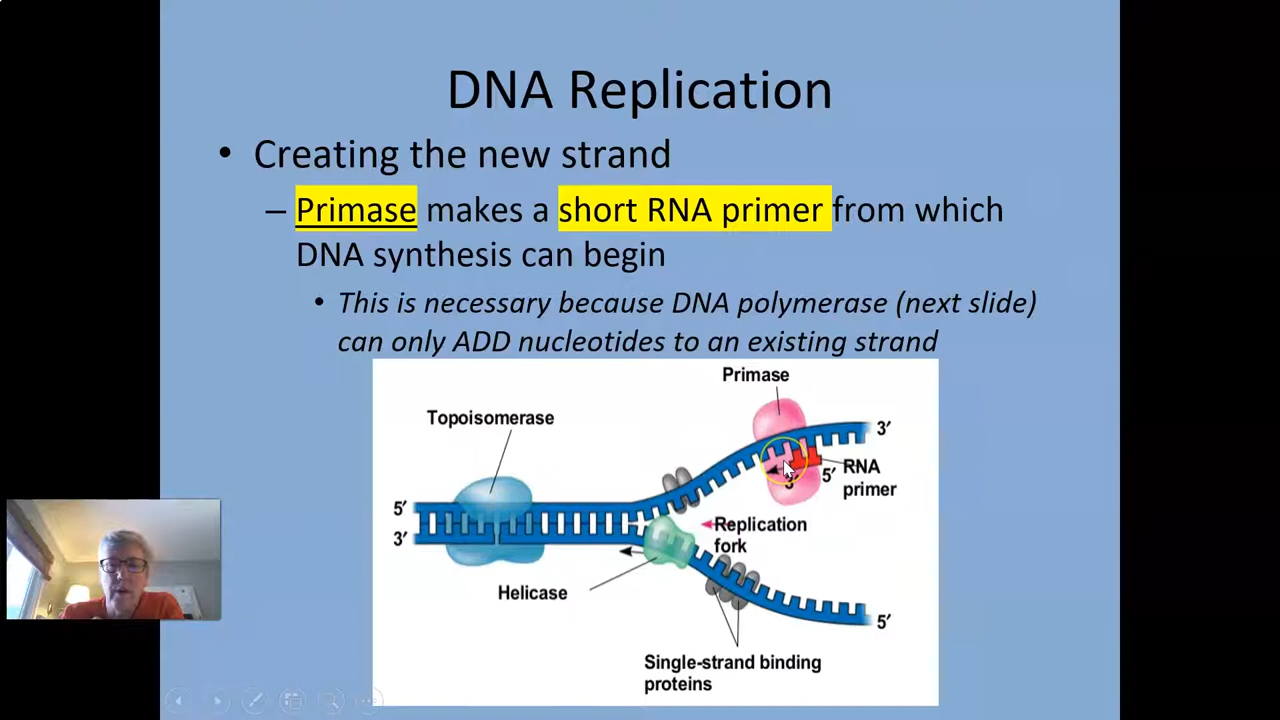 DNA Replication
• Creating the new strand
– Primase makes a short RNA primer from which
DNA synthesis can begin
• This is necessary because DNA polymerase (next slide)
can only ADD nucleotides to an existing strand
Primase
Topoisomerase
3′
RNA
primer
5′
3′
5′
3′
Replication
fork
Helicase
5′
Single-strand binding
proteins